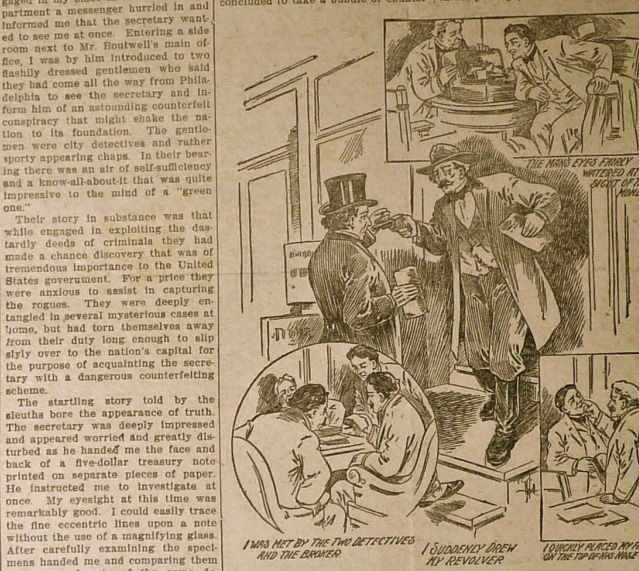 partment a messenger hurried in and
informed me that the secretary want-
ed to see me at once. Entering a side
room next to Mr. Boutwell's main of-
fice, I was by him introduced to two
flashily dressed gentlemen who said
they had come all the way from Phila-
delphia to see the secretary and in-
form him of an astounding counterfeit
conspiracy that might shake the na-
tion to its foundation. The gentle-
men were city detectives and rather
sporty appearing chaps. In their bear-
ing there was an air of self-sufficiency
and a know-all-about-it that was quite
impressive to the mind of a "green
one."
Their story in substance was that
while engaged in exploiting the das-
tardly deeds of criminals they had
made a chance discovery that was of
tremendous importance to the United
States government. For a price they
were anxious to assist in capturing
the rogues. They were deeply en-
tangled in several mysterious cases at
home, but had torn themselves away
from their duty long enough to slip
slyly over to the nation's capital for
the purpose of acquainting the secre-
tary with a dangerous counterfeiting
scheme.
The startling story told by the
sleuths bore the appearance of truth.
The secretary was deeply impressed
and appeared worried and greatly dis-
turbed as he handed me the face and
back of a five-dollar treasury note
printed on separate pieces of paper.
He instructed me to investigate at
once. My eyesight at this time was
remarkably good. I could easily trace
the fine eccentric lines upon a note
without the use of a magnifying glass.
After carefully examining the speci-
mens handed me and comparing them
concluded to take a bundle of
THE MAN'S EYES FAIRLY
WATERED AT
SIGHT OF
I WAS MET BY THE TWO DETECTIVES
AND THE BROKER
I SUDDENLY DREW
MY REVOLVER
I QUICKLY PLACED MY
ON THE TIP OF HIS NOSE